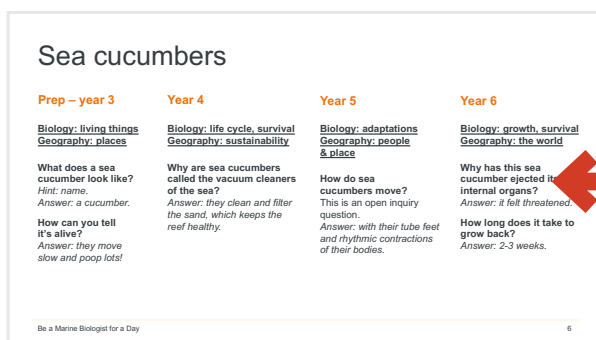 Sea cucumbers
Prep – year 3
Biology: living things
Geography: places
What does a sea
cucumber look like?
Hint: name.
Answer: a cucumber.
How can you tell
it's alive?
Answer: they move
slow and poop lots!
Year 4
Biology: life cycle, survival
Geography: sustainability
Why are sea cucumbers
called the vacuum cleaners
of the sea?
Answer: they clean and filter
the sand, which keeps the
reef healthy.
Year 5
Biology: adaptations
Geography: people
& place
How do sea
cucumbers move?
This is an open inquiry
question.
Answer: with their tube feet
and rhythmic contractions
of their bodies.
Year 6
Biology: growth, survival
Geography: the world
Why has this sea
cucumber ejected its
internal organs?
Answer: it felt threatened.
How long does it take to
grow back?
Answer: 2-3 weeks.
Be a Marine Biologist for a Day
6